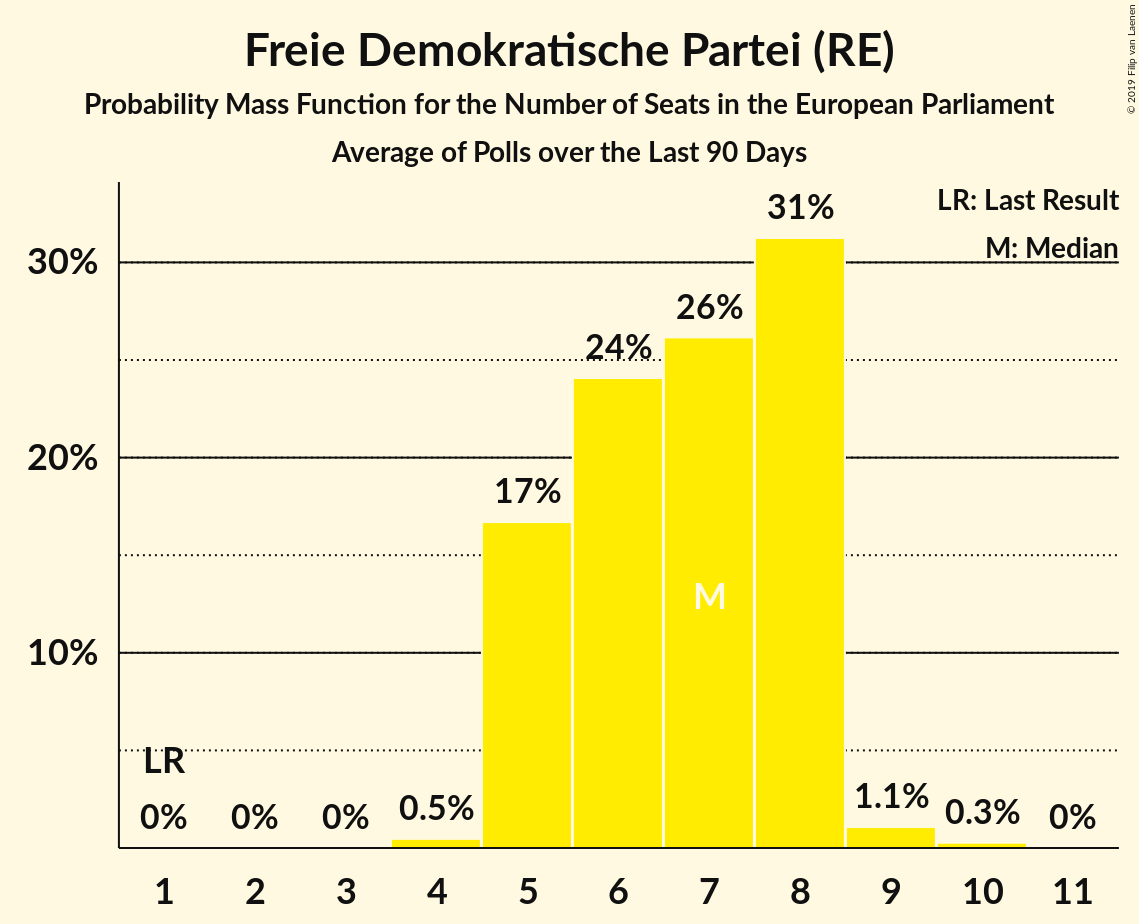 Freie Demokratische Partei (RE)
Probability Mass Function for the Number of Seats in the European Parliament
Average of Polls over the Last 90 Days
© 2019 Filip van Laenen
LR: Last Result
M: Median
30%
20%
10%
LR
0%
0%
0%
0.5%
17%
24%
26%
31%
1.1%
0.3%
0%
M
1 2 3 4 5 6 7 8 9 10 11